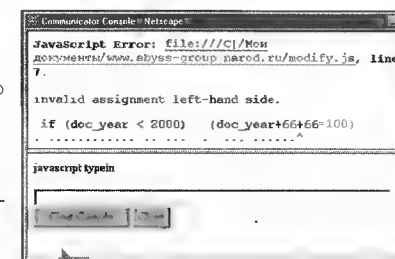 Communicator Console - Netscape
JavaScript Error: file:///C|/Мои
документы/www.abyss-group narod.ru/modify.js, line
7.
invalid assignment left-hand side.
if (doc_year < 2000) (doc_year+66+66=100)
javascript typein